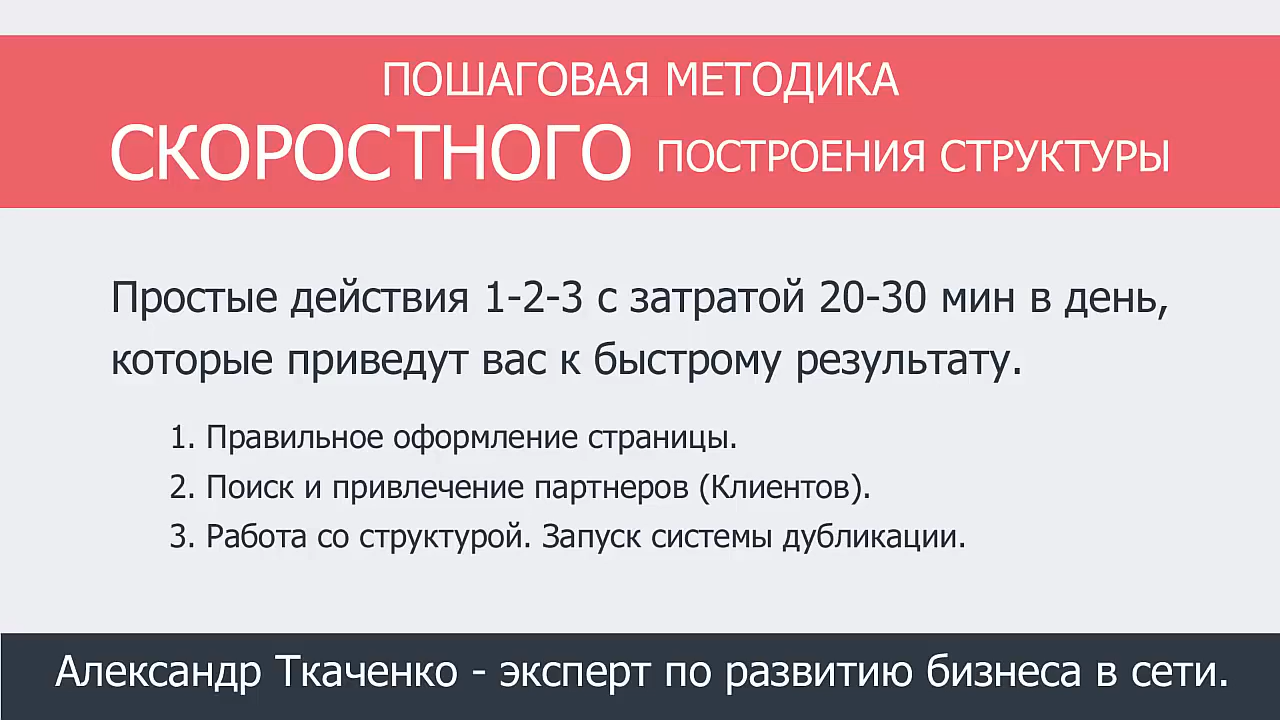 ПОШАГОВАЯ МЕТОДИКА
СКОРОСТНОГО ПОСТРОЕНИЯ СТРУКТУРЫ
Простые действия 1-2-3 с затратой 20-30 мин в день,
которые приведут вас к быстрому результату.
1. Правильное оформление страницы.
2. Поиск и привлечение партнеров (Клиентов).
3. Работа со структурой. Запуск системы дубликации.
Александр Ткаченко - эксперт по развитию бизнеса в сети.